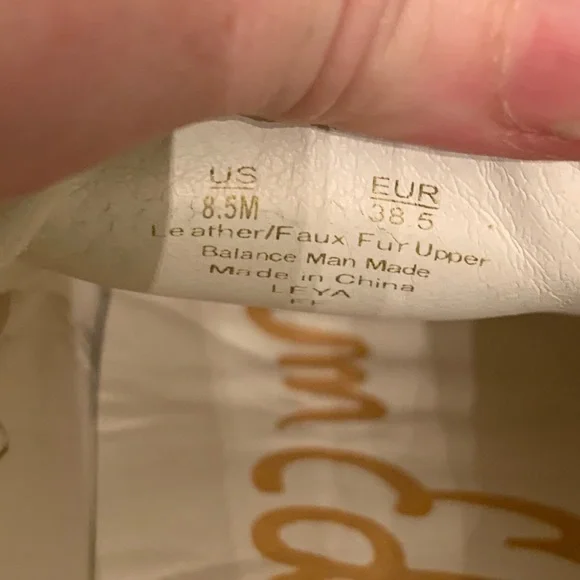 US EUR
8.5M 38.5
Leather/Faux Fur Upper
Balance Man Made
Made in China
LEYA